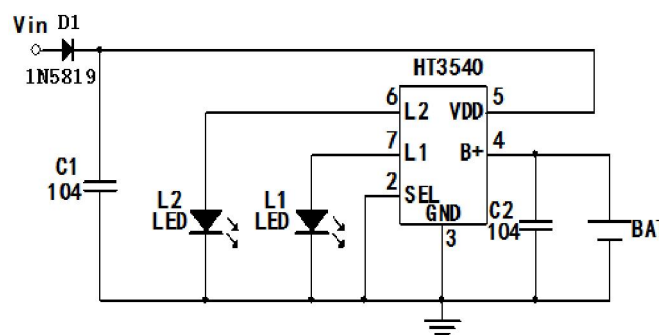 Vin D1
1N5819
HT3540
6 L2 VDD 5
7 L1 B+ 4
2 SEL
GND
3
C1
104
L2
LED
L1
LED
C2
104
BA